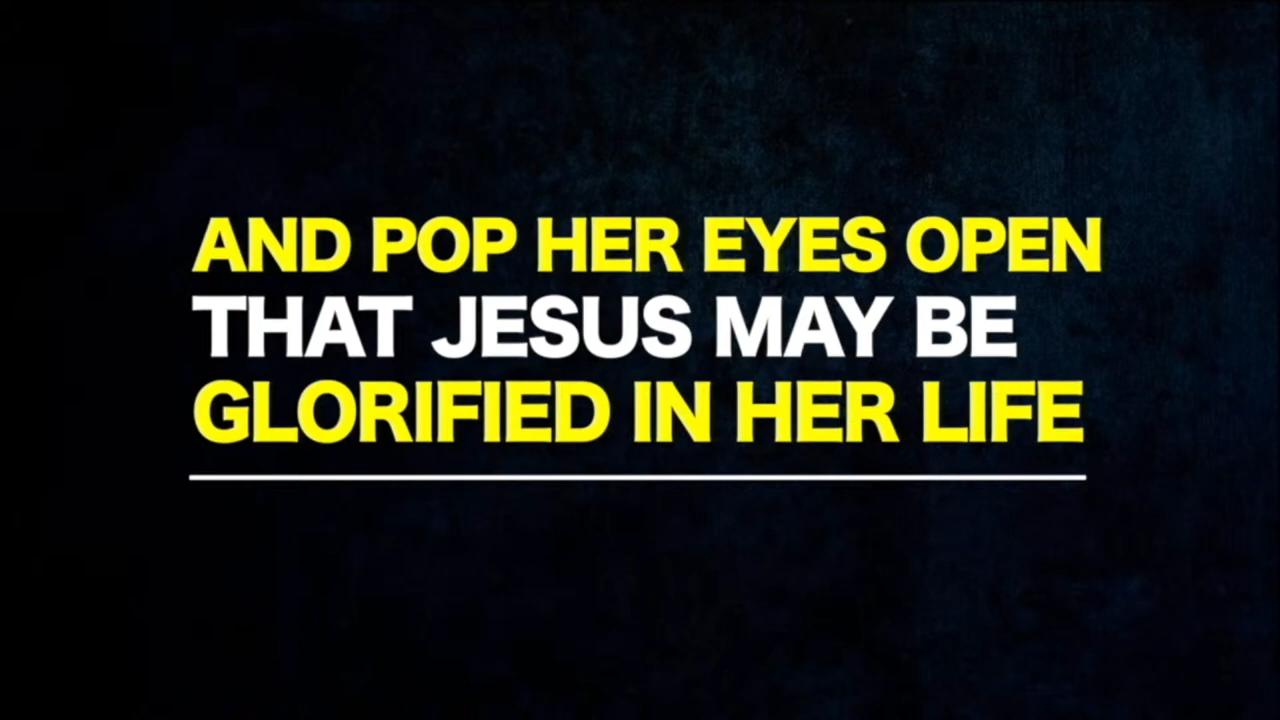 AND POP HER EYES OPEN
THAT JESUS MAY BE
GLORIFIED IN HER LIFE